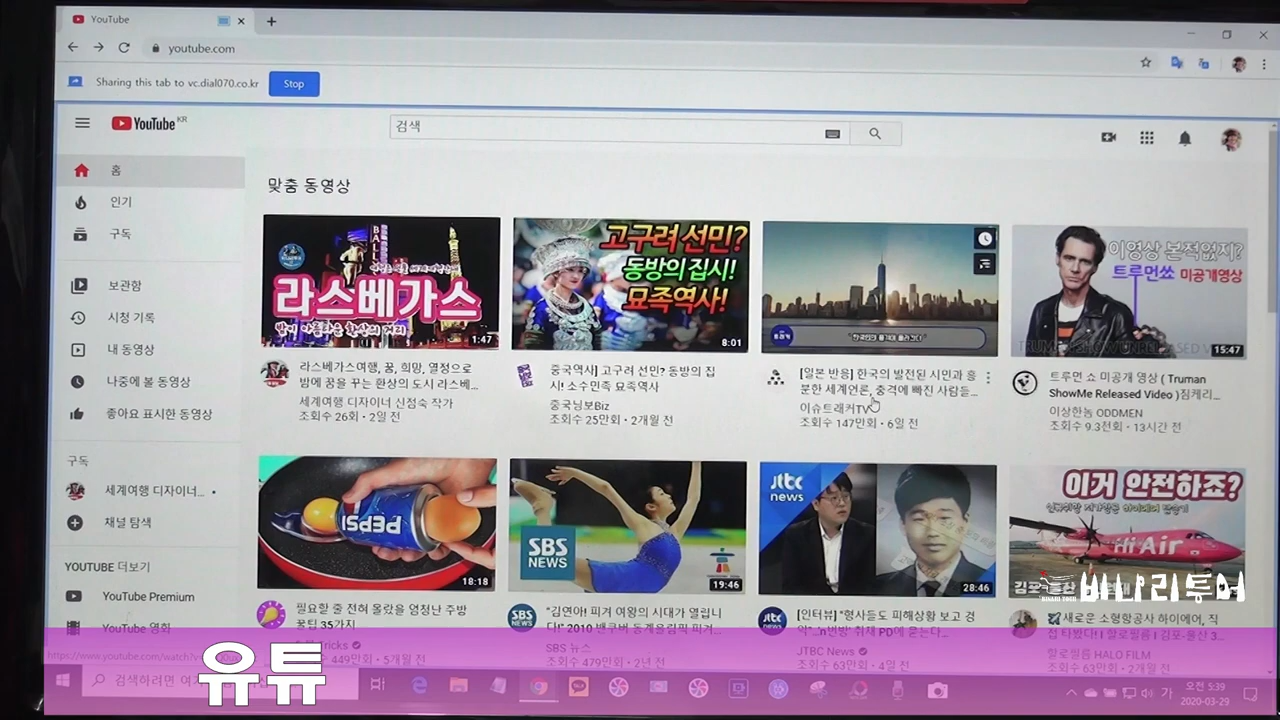 YouTube
youtube.com
Sharing this tab to vc.dial070.co.kr
Stop
YouTube KR
검색
홈
인기
구독
보관함
시청 기록
내 동영상
나중에 볼 동영상
좋아요 표시한 동영상
구독
세계여행 디자이너...
채널 탐색
YOUTUBE 더보기
YouTube Premium
YouTube 영화
맞춤 동영상
라스베가스
1:47
라스베가스여행, 꿈, 희망, 열정으로
밤에 꿈을 꾸는 환상의 도시 라스베...
세계여행 디자이너 신점숙 작가
조회수 26회 • 2일 전
고구려 선민?
동방의 집시!
묘족역사!
8:01
중국역사] 고구려 선민? 동방의 집
시! 소수민족 묘족역사
중국닝보Biz
조회수 25만회 • 2개월 전
[일본 반응] 한국의 발전된 시민과 흥
분한 세계언론, 충격에 빠진 사람들...
이슈트래커TV
조회수 147만회 • 6일 전
이영상 본적없지?
트루먼쑈 미공개영상
15:47
트루먼 쇼 미공개 영상 ( Truman
ShowMe Released Video )짐케리...
이상한놈 ODDMEN
조회수 9.3천회 • 13시간 전
PEPSI
18:18
필요할 줄 전혀 몰랐을 엄청난 주방
꿀팁 35가지
449만회 • 5개월 전
SBS
NEWS
19:46
"김연아! 피겨 여왕의 시대가 열립니
다!" 2010 밴쿠버 동계올림픽 피겨...
SBS 뉴스
조회수 479만회 • 2년 전
jtbc
news
28:46
[인터뷰] "형사들도 피해상황 보고 경
악"..'n번방' 취재 PD에 듣는다...
JTBC News
조회수 63만회 • 4일 전
이거 안전하죠?
Hi Air
비나리투어
새로운 소형항공사 하이에어, 직
접 타봤다! l 할로필름 l 김포-울산 3...
할로필름 HALO FILM
조회수 63만회 • 2개월 전
유튜
오전 5:39
2020-03-29